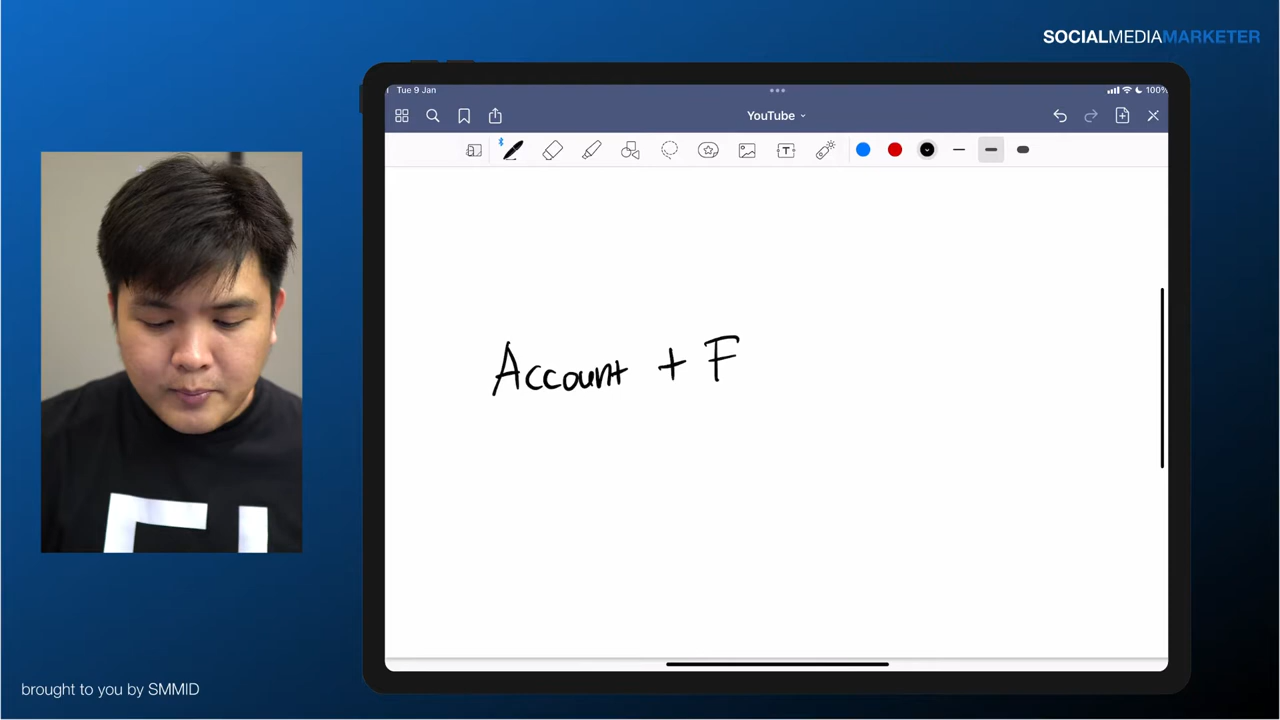 SOCIALMEDIAMARKETER
Tue 9 Jan
100%
YouTube
T
Account + F
brought to you by SMMID